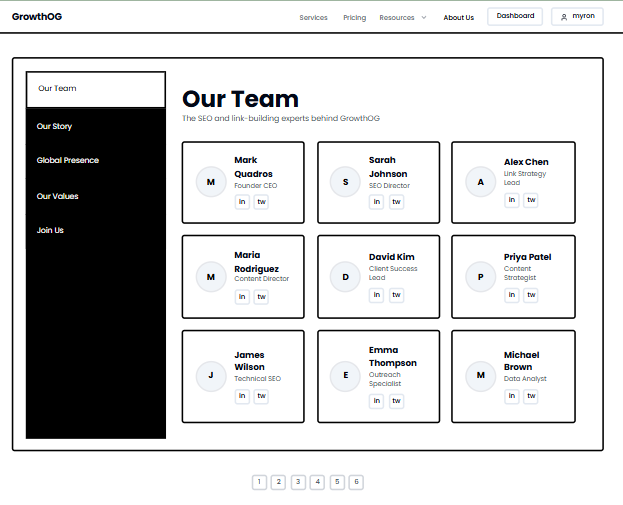 GrowthOG
Services
Pricing
Resources
About Us
Dashboard
myron
Our Team
Our Story
Global Presence
Our Values
Join Us
Our Team
The SEO and link-building experts behind GrowthOG
M
Mark
Quadros
Founder CEO
in tw
S
Sarah
Johnson
SEO Director
in tw
A
Alex Chen
Link Strategy
Lead
in tw
M
Maria
Rodriguez
Content Director
in tw
D
David Kim
Client Success
Lead
in tw
P
Priya Patel
Content
Strategist
in tw
J
James
Wilson
Technical SEO
in tw
E
Emma
Thompson
Outreach
Specialist
in tw
M
Michael
Brown
Data Analyst
in tw
1 2 3 4 5 6